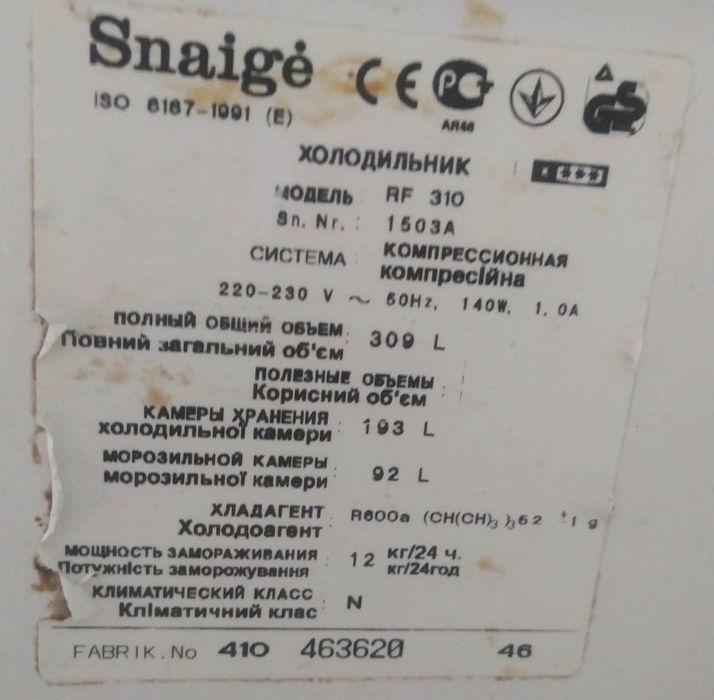 Snaigė
ISO 8187-1991 (E)
АЯ46
ХОЛОДИЛЬНИК
МОДЕЛЬ RF 310
Sn. Nr. : 1503A
СИСТЕМА : КОМПРЕССИОННАЯ
компресійна
220-230 V ~ 50Hz, 140W, 1.0A
ПОЛНЫЙ ОБЩИЙ ОБЪЕМ : 309 L
Повний загальний об'єм
ПОЛЕЗНЫЕ ОБЪЕМЫ :
Корисний об'єм
КАМЕРЫ ХРАНЕНИЯ : 193 L
холодильної камери
МОРОЗИЛЬНОЙ КАМЕРЫ : 92 L
морозильної камери
ХЛАДАГЕНТ : R600a (CH(CH)3 )3 52 ±1 g
Холодоагент
МОЩНОСТЬ ЗАМОРАЖИВАНИЯ : 12 кг/24 ч.
Потужність заморожування кг/24год
КЛИМАТИЧЕСКИЙ КЛАСС : N
Кліматичний клас
FABRIK.No 410 463620 46